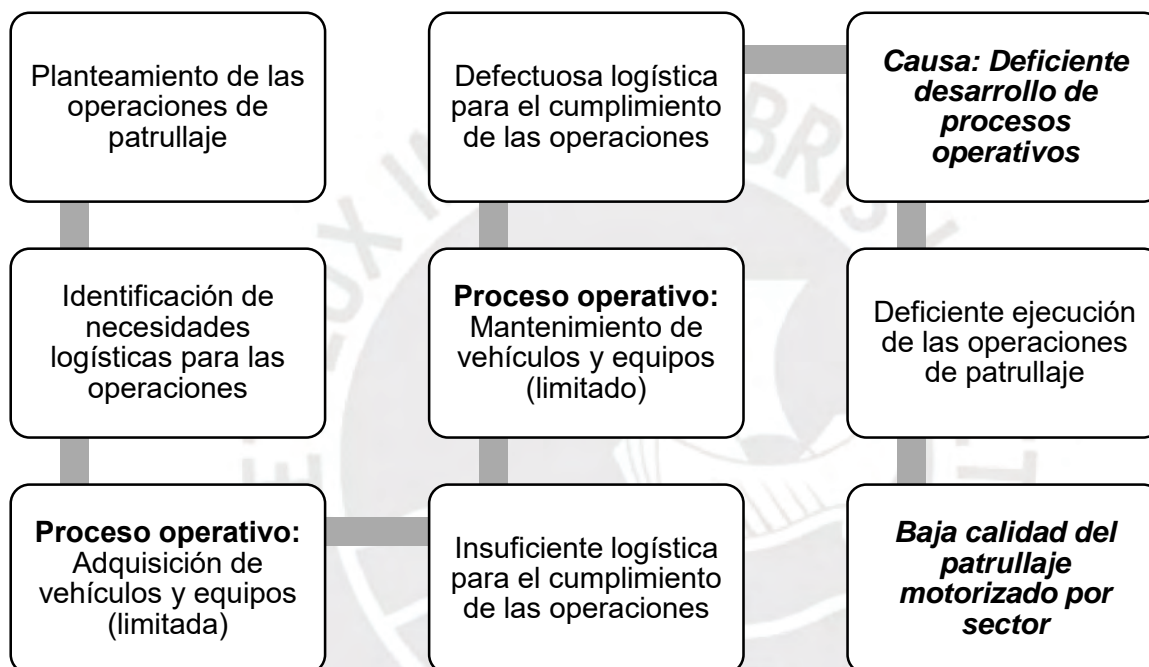 Planteamiento de las
operaciones de
patrullaje
Identificación de
necesidades
logísticas para las
operaciones
Proceso operativo:
Adquisición de
vehículos y equipos
(limitada)
Insuficiente logística
para el cumplimiento
de las operaciones
Proceso operativo:
Mantenimiento de
vehículos y equipos
(limitado)
Defectuosa logística
para el cumplimiento
de las operaciones
Causa: Deficiente
desarrollo de
procesos
operativos
Deficiente ejecución
de las operaciones
de patrullaje
Baja calidad del
patrullaje
motorizado por
sector